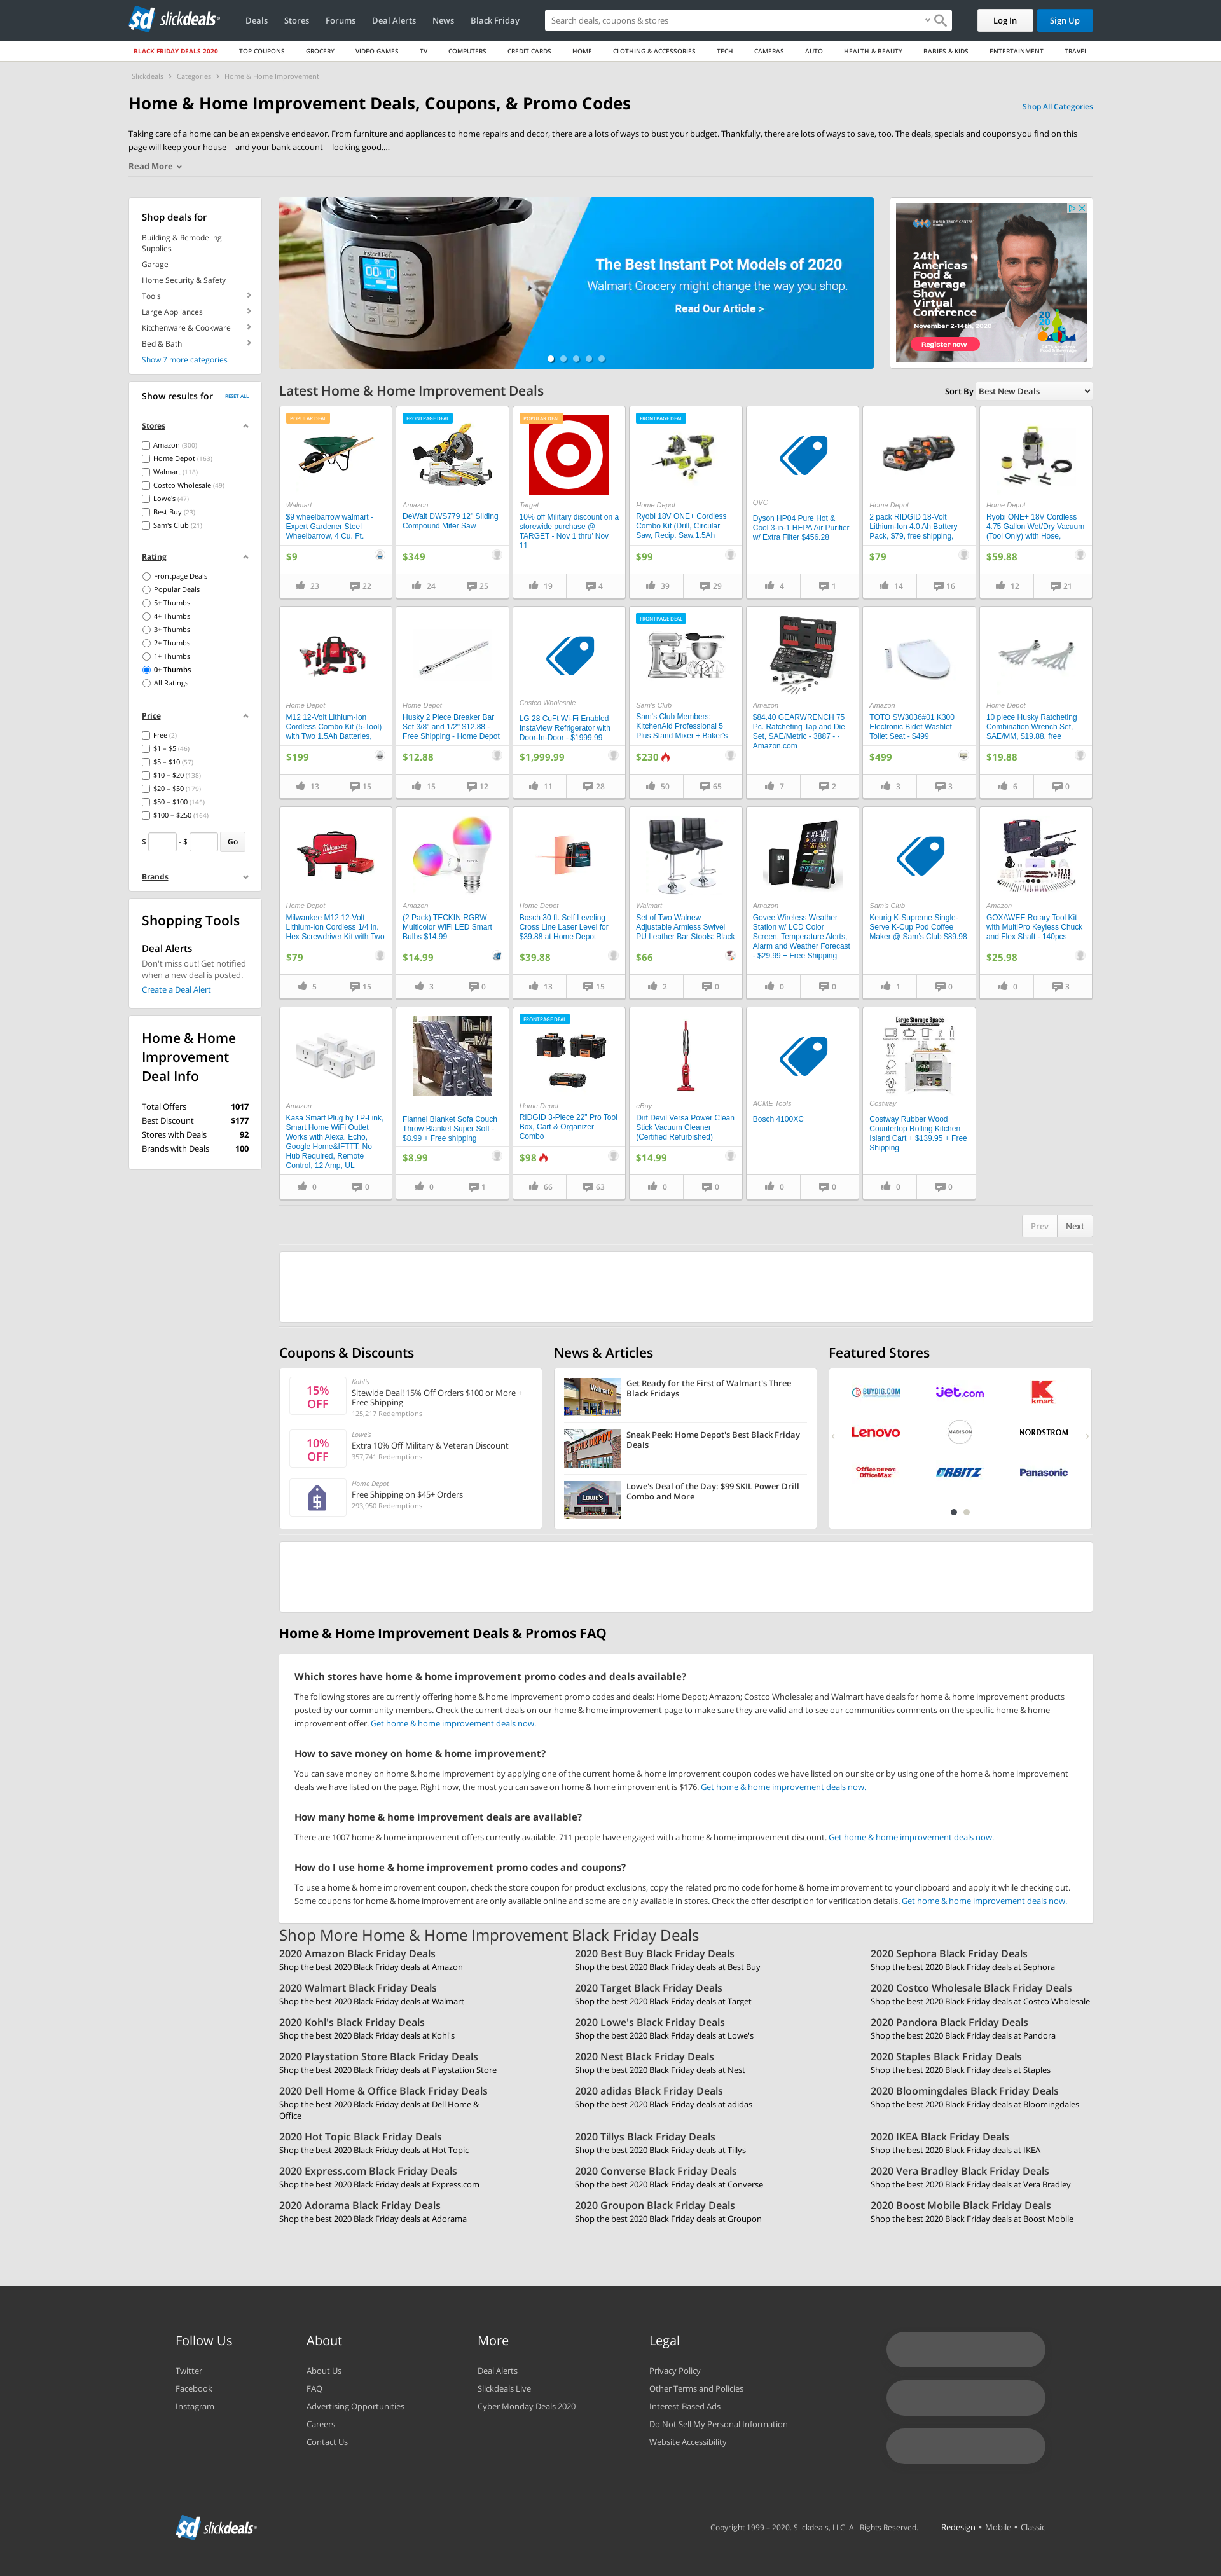 sd slickdeals
Deals Stores Forums Deal Alerts News Black Friday
Search deals, coupons & stores
Log In
Sign Up
BLACK FRIDAY DEALS 2020 TOP COUPONS GROCERY VIDEO GAMES TV COMPUTERS CREDIT CARDS HOME CLOTHING & ACCESSORIES TECH CAMERAS AUTO HEALTH & BEAUTY BABIES & KIDS ENTERTAINMENT TRAVEL
Slickdeals > Categories > Home & Home Improvement
Home & Home Improvement Deals, Coupons, & Promo Codes
Shop All Categories
Taking care of a home can be an expensive endeavor. From furniture and appliances to home repairs and decor, there are a lot of ways to bust your budget. Thankfully, there are lots of ways to save, too. The deals, specials and coupons you find on this
page will keep your house -- and your bank account -- looking good....
Read More
Shop deals for
Building & Remodeling
Supplies
Garage
Home Security & Safety
Tools
Large Appliances
Kitchenware & Cookware
Bed & Bath
Show 7 more categories
Show results for RESET ALL
Stores
Amazon (300)
Home Depot (163)
Walmart (118)
Costco Wholesale (49)
Lowe's (47)
Best Buy (23)
Sam's Club (21)
Rating
Frontpage Deals
Popular Deals
5+ Thumbs
4+ Thumbs
3+ Thumbs
2+ Thumbs
1+ Thumbs
0+ Thumbs
All Ratings
Price
Free (2)
$1 – $5 (46)
$5 – $10 (57)
$10 – $20 (138)
$20 – $50 (179)
$50 – $100 (145)
$100 – $250 (164)
$ - $ Go
Brands
Shopping Tools
Deal Alerts
Don't miss out! Get notified
when a new deal is posted.
Create a Deal Alert
Home & Home
Improvement
Deal Info
Total Offers 1017
Best Discount $177
Stores with Deals 92
Brands with Deals 100
Instant Pot
The Best Instant Pot Models of 2020
Walmart Grocery might change the way you shop.
Read Our Article >
24th
Americas
Food &
Beverage
Show
Virtual
Conference
November 2-14th, 2020
Register now
Latest Home & Home Improvement Deals
Sort By Best New Deals
POPULAR DEAL
Walmart
$9 wheelbarrow walmart -
Expert Gardener Steel
Wheelbarrow, 4 Cu. Ft.
$9
23 22
FRONTPAGE DEAL
Amazon
DeWalt DWS779 12" Sliding
Compound Miter Saw
$349
24 25
POPULAR DEAL
Target
10% off Military discount on a
storewide purchase @
TARGET - Nov 1 thru' Nov
11
19 4
FRONTPAGE DEAL
Home Depot
Ryobi 18V ONE+ Cordless
Combo Kit (Drill, Circular
Saw, Recip. Saw,1.5Ah
$99
39 29
QVC
Dyson HP04 Pure Hot &
Cool 3-in-1 HEPA Air Purifier
w/ Extra Filter $456.28
4 1
Home Depot
2 pack RIDGID 18-Volt
Lithium-Ion 4.0 Ah Battery
Pack, $79, free shipping,
$79
14 16
Home Depot
Ryobi ONE+ 18V Cordless
4.75 Gallon Wet/Dry Vacuum
(Tool Only) with Hose,
$59.88
12 21
Home Depot
M12 12-Volt Lithium-Ion
Cordless Combo Kit (5-Tool)
with Two 1.5Ah Batteries,
$199
13 15
Home Depot
Husky 2 Piece Breaker Bar
Set 3/8" and 1/2" $12.88 -
Free Shipping - Home Depot
$12.88
15 12
Costco Wholesale
LG 28 CuFt Wi-Fi Enabled
InstaView Refrigerator with
Door-In-Door - $1999.99
$1,999.99
11 28
FRONTPAGE DEAL
Sam's Club
Sam's Club Members:
KitchenAid Professional 5
Plus Stand Mixer + Baker's
$230
50 65
Amazon
$84.40 GEARWRENCH 75
Pc. Ratcheting Tap and Die
Set, SAE/Metric - 3887 - -
Amazon.com
7 2
Amazon
TOTO SW3036#01 K300
Electronic Bidet Washlet
Toilet Seat - $499
$499
3 3
Home Depot
10 piece Husky Ratcheting
Combination Wrench Set,
SAE/MM, $19.88, free
$19.88
6 0
Home Depot
Milwaukee M12 12-Volt
Lithium-Ion Cordless 1/4 in.
Hex Screwdriver Kit with Two
$79
5 15
Amazon
(2 Pack) TECKIN RGBW
Multicolor WiFi LED Smart
Bulbs $14.99
$14.99
3 0
Home Depot
Bosch 30 ft. Self Leveling
Cross Line Laser Level for
$39.88 at Home Depot
$39.88
13 15
Walmart
Set of Two Walnew
Adjustable Armless Swivel
PU Leather Bar Stools: Black
$66
2 0
Amazon
Govee Wireless Weather
Station w/ LCD Color
Screen, Temperature Alerts,
Alarm and Weather Forecast
- $29.99 + Free Shipping
0 0
Sam's Club
Keurig K-Supreme Single-
Serve K-Cup Pod Coffee
Maker @ Sam's Club $89.98
1 0
Amazon
GOXAWEE Rotary Tool Kit
with MultiPro Keyless Chuck
and Flex Shaft - 140pcs
$25.98
0 3
Amazon
Kasa Smart Plug by TP-Link,
Smart Home WiFi Outlet
Works with Alexa, Echo,
Google Home&IFTTT, No
Hub Required, Remote
Control, 12 Amp, UL
0 0
Flannel Blanket Sofa Couch
Throw Blanket Super Soft -
$8.99 + Free shipping
$8.99
0 1
FRONTPAGE DEAL
Home Depot
RIDGID 3-Piece 22" Pro Tool
Box, Cart & Organizer
Combo
$98
66 63
eBay
Dirt Devil Versa Power Clean
Stick Vacuum Cleaner
(Certified Refurbished)
$14.99
0 0
ACME Tools
Bosch 4100XC
0 0
Large Storage Space
Costway
Costway Rubber Wood
Countertop Rolling Kitchen
Island Cart + $139.95 + Free
Shipping
0 0
Prev Next
Coupons & Discounts
15%
OFF
Kohl's
Sitewide Deal! 15% Off Orders $100 or More +
Free Shipping
125,217 Redemptions
10%
OFF
Lowe's
Extra 10% Off Military & Veteran Discount
357,741 Redemptions
Home Depot
Free Shipping on $45+ Orders
293,950 Redemptions
News & Articles
Get Ready for the First of Walmart's Three
Black Fridays
Sneak Peek: Home Depot's Best Black Friday
Deals
Lowe's Deal of the Day: $99 SKIL Power Drill
Combo and More
Featured Stores
BUYDIG.COM jet.com Kmart
Lenovo MADISON NORDSTROM
Office DEPOT
OfficeMax
ORBITZ Panasonic
Home & Home Improvement Deals & Promos FAQ
Which stores have home & home improvement promo codes and deals available?
The following stores are currently offering home & home improvement promo codes and deals: Home Depot; Amazon; Costco Wholesale; and Walmart have deals for home & home improvement products
posted by our community members. Check the current deals on our home & home improvement page to make sure they are valid and to see our communities comments on the specific home & home
improvement offer. Get home & home improvement deals now.
How to save money on home & home improvement?
You can save money on home & home improvement by applying one of the current home & home improvement coupon codes we have listed on our site or by using one of the home & home improvement
deals we have listed on the page. Right now, the most you can save on home & home improvement is $176. Get home & home improvement deals now.
How many home & home improvement deals are available?
There are 1007 home & home improvement offers currently available. 711 people have engaged with a home & home improvement discount. Get home & home improvement deals now.
How do I use home & home improvement promo codes and coupons?
To use a home & home improvement coupon, check the store coupon for product exclusions, copy the related promo code for home & home improvement to your clipboard and apply it while checking out.
Some coupons for home & home improvement are only available online and some are only available in stores. Check the offer description for verification details. Get home & home improvement deals now.
Shop More Home & Home Improvement Black Friday Deals
2020 Amazon Black Friday Deals
Shop the best 2020 Black Friday deals at Amazon
2020 Best Buy Black Friday Deals
Shop the best 2020 Black Friday deals at Best Buy
2020 Sephora Black Friday Deals
Shop the best 2020 Black Friday deals at Sephora
2020 Walmart Black Friday Deals
Shop the best 2020 Black Friday deals at Walmart
2020 Target Black Friday Deals
Shop the best 2020 Black Friday deals at Target
2020 Costco Wholesale Black Friday Deals
Shop the best 2020 Black Friday deals at Costco Wholesale
2020 Kohl's Black Friday Deals
Shop the best 2020 Black Friday deals at Kohl's
2020 Lowe's Black Friday Deals
Shop the best 2020 Black Friday deals at Lowe's
2020 Pandora Black Friday Deals
Shop the best 2020 Black Friday deals at Pandora
2020 Playstation Store Black Friday Deals
Shop the best 2020 Black Friday deals at Playstation Store
2020 Nest Black Friday Deals
Shop the best 2020 Black Friday deals at Nest
2020 Staples Black Friday Deals
Shop the best 2020 Black Friday deals at Staples
2020 Dell Home & Office Black Friday Deals
Shop the best 2020 Black Friday deals at Dell Home &
Office
2020 adidas Black Friday Deals
Shop the best 2020 Black Friday deals at adidas
2020 Bloomingdales Black Friday Deals
Shop the best 2020 Black Friday deals at Bloomingdales
2020 Hot Topic Black Friday Deals
Shop the best 2020 Black Friday deals at Hot Topic
2020 Tillys Black Friday Deals
Shop the best 2020 Black Friday deals at Tillys
2020 IKEA Black Friday Deals
Shop the best 2020 Black Friday deals at IKEA
2020 Express.com Black Friday Deals
Shop the best 2020 Black Friday deals at Express.com
2020 Converse Black Friday Deals
Shop the best 2020 Black Friday deals at Converse
2020 Vera Bradley Black Friday Deals
Shop the best 2020 Black Friday deals at Vera Bradley
2020 Adorama Black Friday Deals
Shop the best 2020 Black Friday deals at Adorama
2020 Groupon Black Friday Deals
Shop the best 2020 Black Friday deals at Groupon
2020 Boost Mobile Black Friday Deals
Shop the best 2020 Black Friday deals at Boost Mobile
Follow Us
Twitter
Facebook
Instagram
About
About Us
FAQ
Advertising Opportunities
Careers
Contact Us
More
Deal Alerts
Slickdeals Live
Cyber Monday Deals 2020
Legal
Privacy Policy
Other Terms and Policies
Interest-Based Ads
Do Not Sell My Personal Information
Website Accessibility
sd slickdeals
Copyright 1999 – 2020. Slickdeals, LLC. All Rights Reserved. Redesign • Mobile • Classic